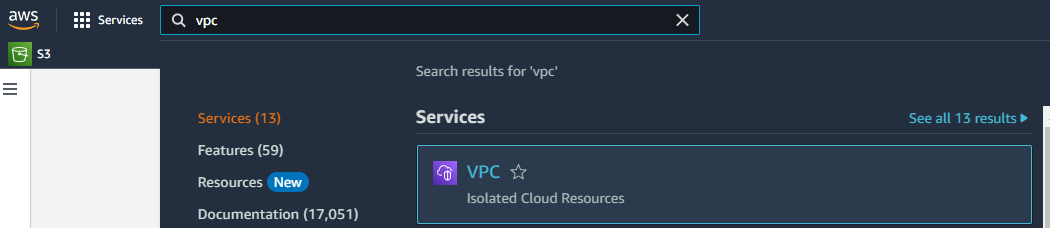 aws
Services
vpc
S3
Search results for 'vpc'
Services (13)
Features (59)
Resources New
Documentation (17,051)
Services
See all 13 results
VPC
Isolated Cloud Resources